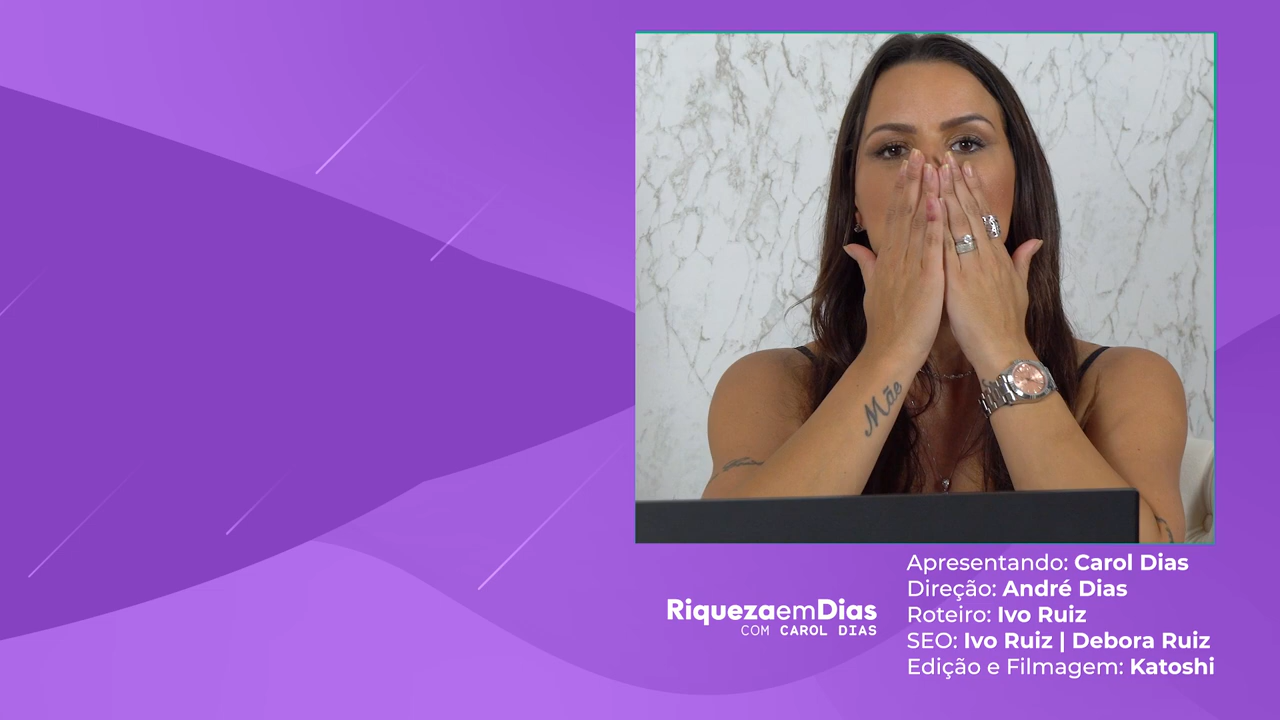 Mãe
RiquezaemDias
COM CAROL DIAS
Apresentando: Carol Dias
Direção: André Dias
Roteiro: Ivo Ruiz
SEO: Ivo Ruiz | Debora Ruiz
Edição e Filmagem: Katoshi